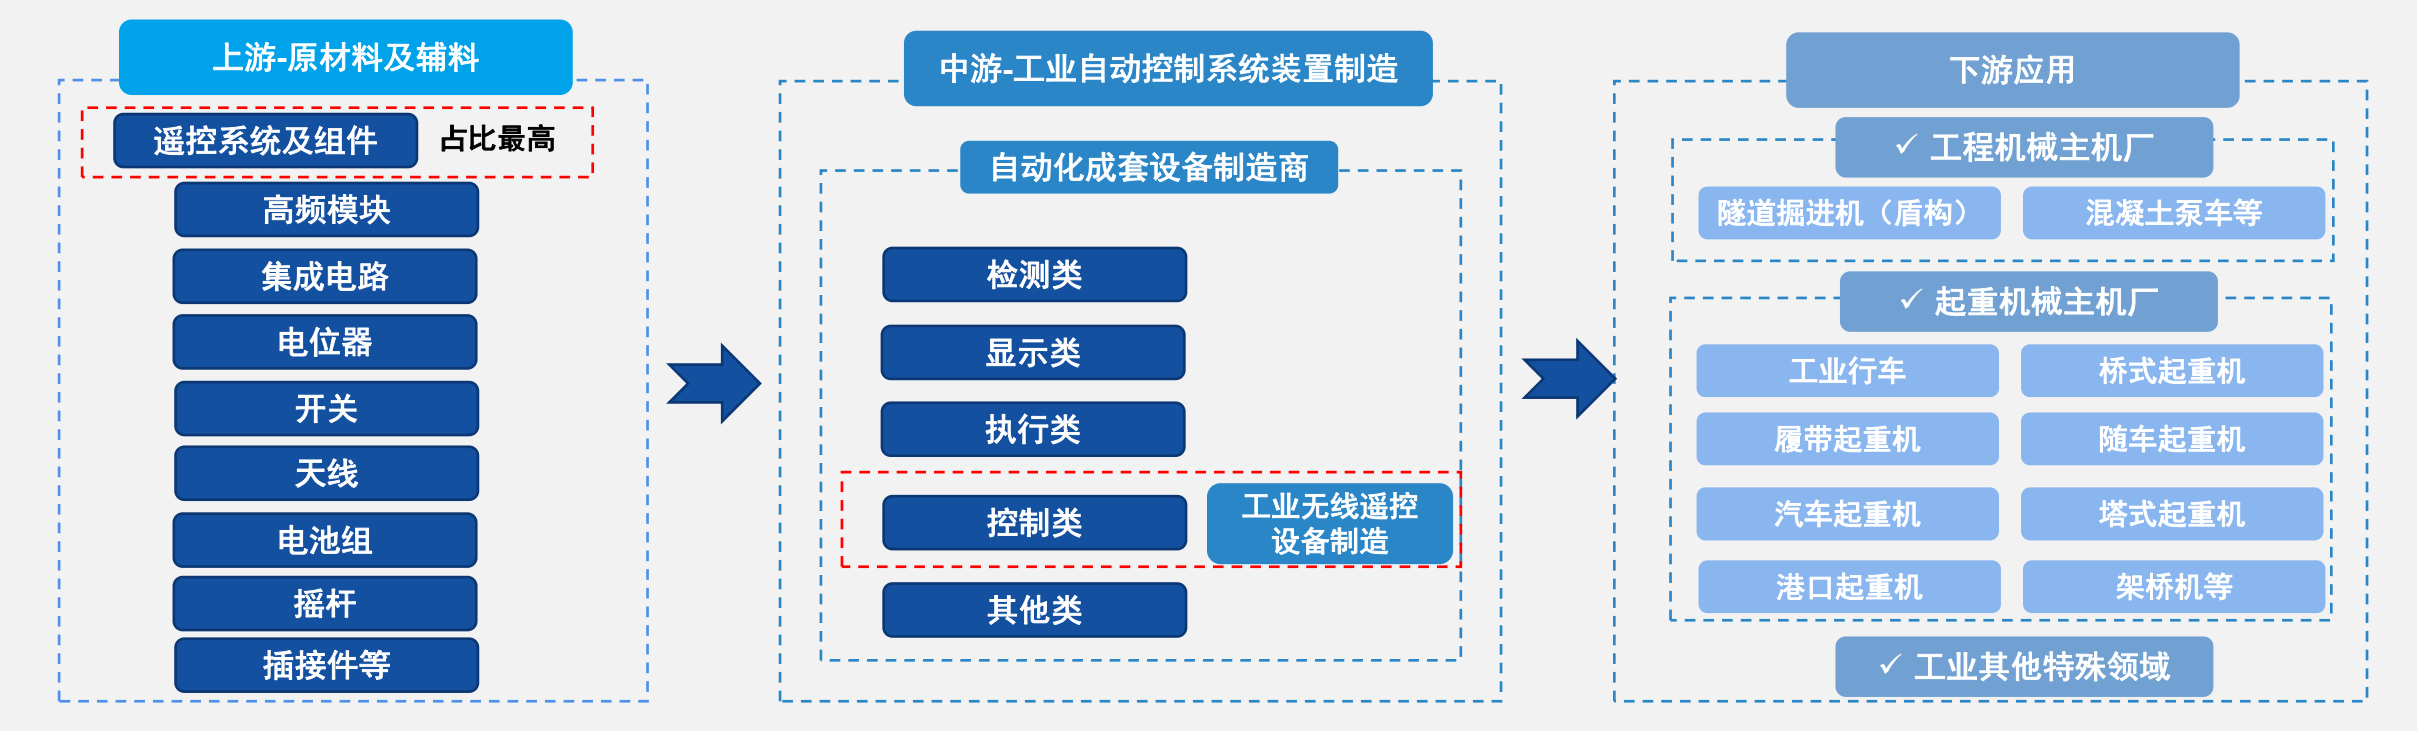 上游-原材料及辅料
遥控系统及组件 占比最高
高频模块
集成电路
电位器
开关
天线
电池组
摇杆
插接件等
中游-工业自动控制系统装置制造
自动化成套设备制造商
检测类
显示类
执行类
控制类
工业无线遥控
设备制造
其他类
下游应用
✓ 工程机械主机厂
隧道掘进机（盾构） 混凝土泵车等
✓ 起重机械主机厂
工业行车 桥式起重机
履带起重机 随车起重机
汽车起重机 塔式起重机
港口起重机 架桥机等
✓ 工业其他特殊领域